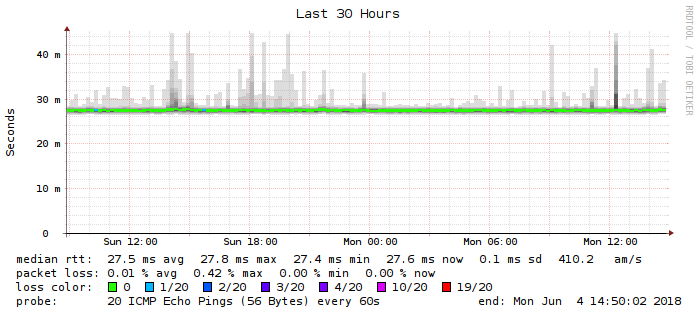 Last 30 Hours
RRDTOOL / TOBI OETIKER
Seconds
40 m
30 m
20 m
10 m
0
Sun 12:00 Sun 18:00 Mon 00:00 Mon 06:00 Mon 12:00
median rtt: 27.5 ms avg 27.8 ms max 27.4 ms min 27.6 ms now 0.1 ms sd 410.2 am/s
packet loss: 0.01 % avg 0.42 % max 0.00 % min 0.00 % now
loss color: 0 1/20 2/20 3/20 4/20 10/20 19/20
probe: 20 ICMP Echo Pings (56 Bytes) every 60s end: Mon Jun 4 14:50:02 2018